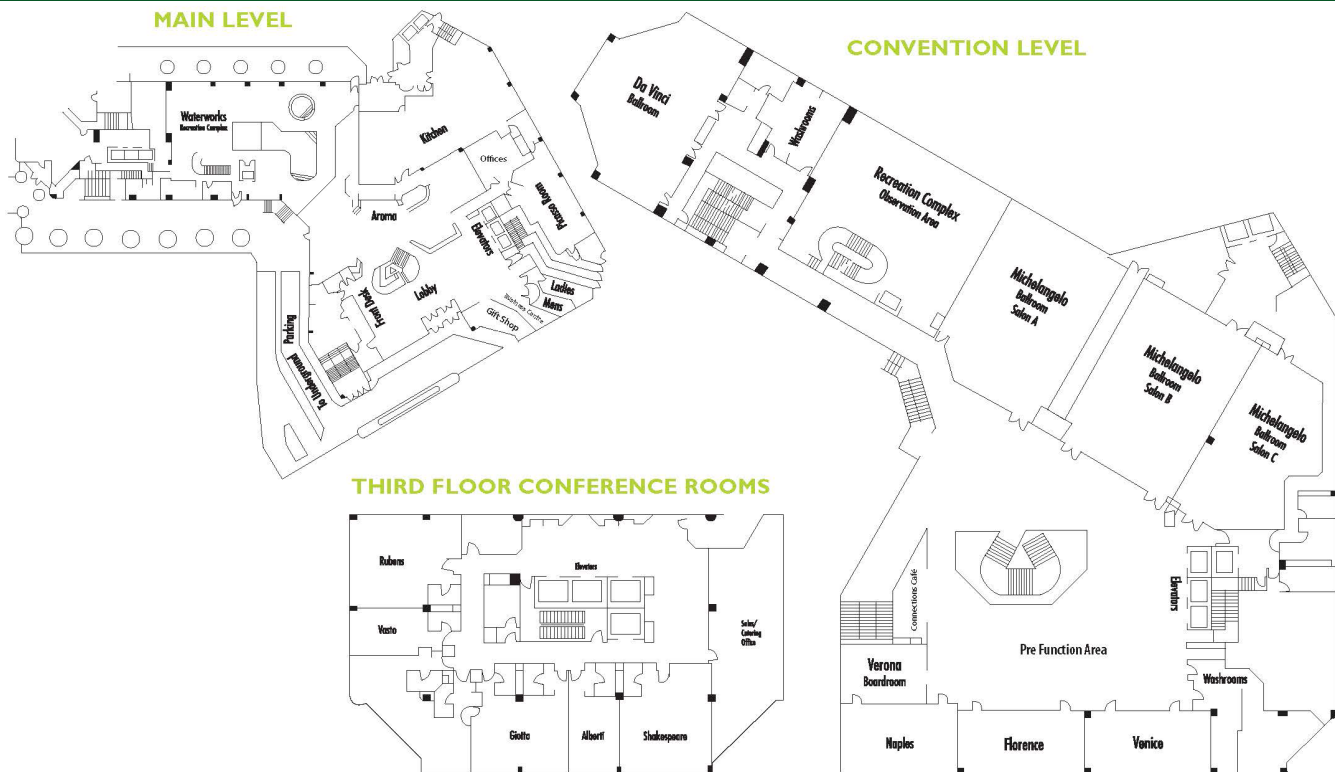 MAIN LEVEL
Waterworks
Recreation Complex
Kitchen
Offices
Picasso Room
Aroma
Elevators
Lobby
Front Desk
Ladies
Mens
Business Centre
Gift Shop
Parking
To Underground
CONVENTION LEVEL
Da Vinci
Ballroom
Washrooms
Recreation Complex
Observation Area
Michelangelo
Ballroom
Salon A
Michelangelo
Ballroom
Salon B
Michelangelo
Ballroom
Salon C
Connections Café
Elevators
Pre Function Area
Verona
Boardroom
Washrooms
Naples
Florence
Venice
THIRD FLOOR CONFERENCE ROOMS
Rubens
Elevators
Vasto
Sales/
Catering
Office
Giotto
Alberti
Shakespeare